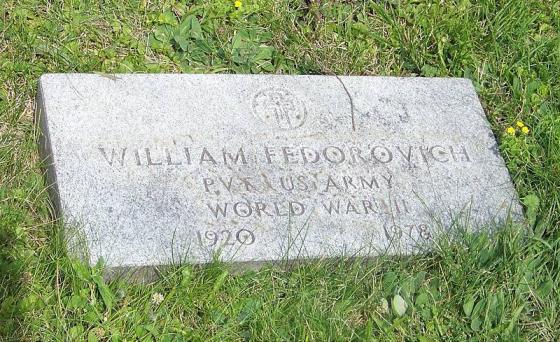 WILLIAM FEDOROVICH
PVT US ARMY
WORLD WAR II
1920 1978